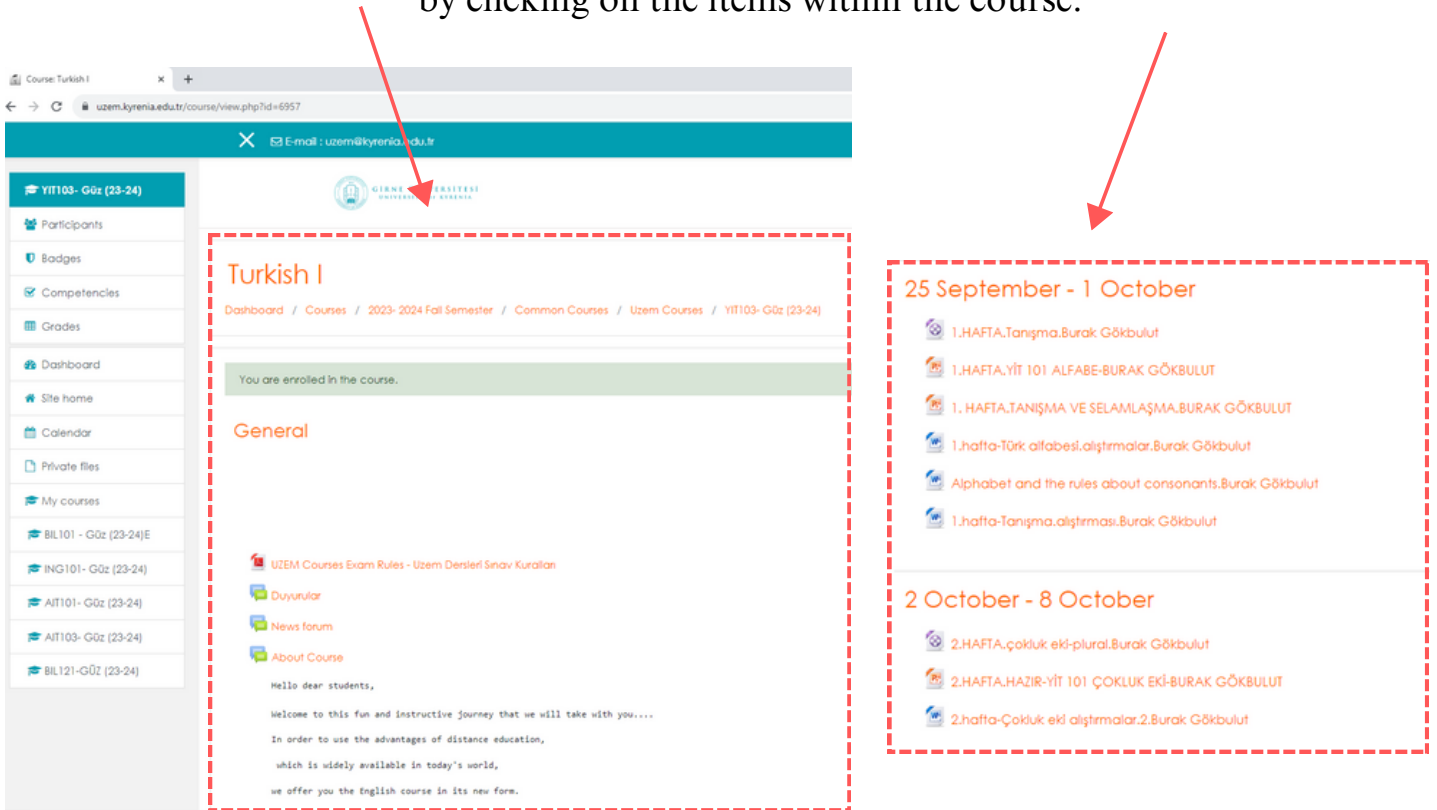 by clicking on the items within the course.
Course: Turkish I
uzem.kyrenia.edu.tr/course/view.php?id=6957
E-mail : uzem@kyrenia.edu.tr
YIT103- Güz (23-24)
Participants
Badges
Competencies
Grades
Dashboard
Site home
Calendar
Private files
My courses
BIL101 - Güz (23-24)E
ING101- Güz (23-24)
AIT101- Güz (23-24)
AIT103- Güz (23-24)
BIL121-GÜZ (23-24)
GIRNE
Turkish I
Dashboard / Courses / 2023- 2024 Fall Semester / Common Courses / Uzem Courses / YIT103- Güz (23-24)
You are enrolled in the course.
General
UZEM Courses Exam Rules - Uzem Dersleri Sınav Kuralları
Duyurular
News forum
About Course
Hello dear students,
Welcome to this fun and instructive journey that we will take with you....
In order to use the advantages of distance education,
which is widely available in today's world,
we offer you the English course in its new form.
25 September - 1 October
1.HAFTA.Tanışma.Burak Gökbulut
1.HAFTA.YİT 101 ALFABE-BURAK GÖKBULUT
1. HAFTA.TANIŞMA VE SELAMLAŞMA.BURAK GÖKBULUT
1.hafta-Türk alfabesi.alıştırmalar.Burak Gökbulut
Alphabet and the rules about consonants.Burak Gökbulut
1.hafta-Tanışma.alıştırması.Burak Gökbulut
2 October - 8 October
2.HAFTA.çokluk eki-plural.Burak Gökbulut
2.HAFTA.HAZIR-YİT 101 ÇOKLUK EKİ-BURAK GÖKBULUT
2.hafta-Çokluk eki alıştırmalar.2.Burak Gökbulut